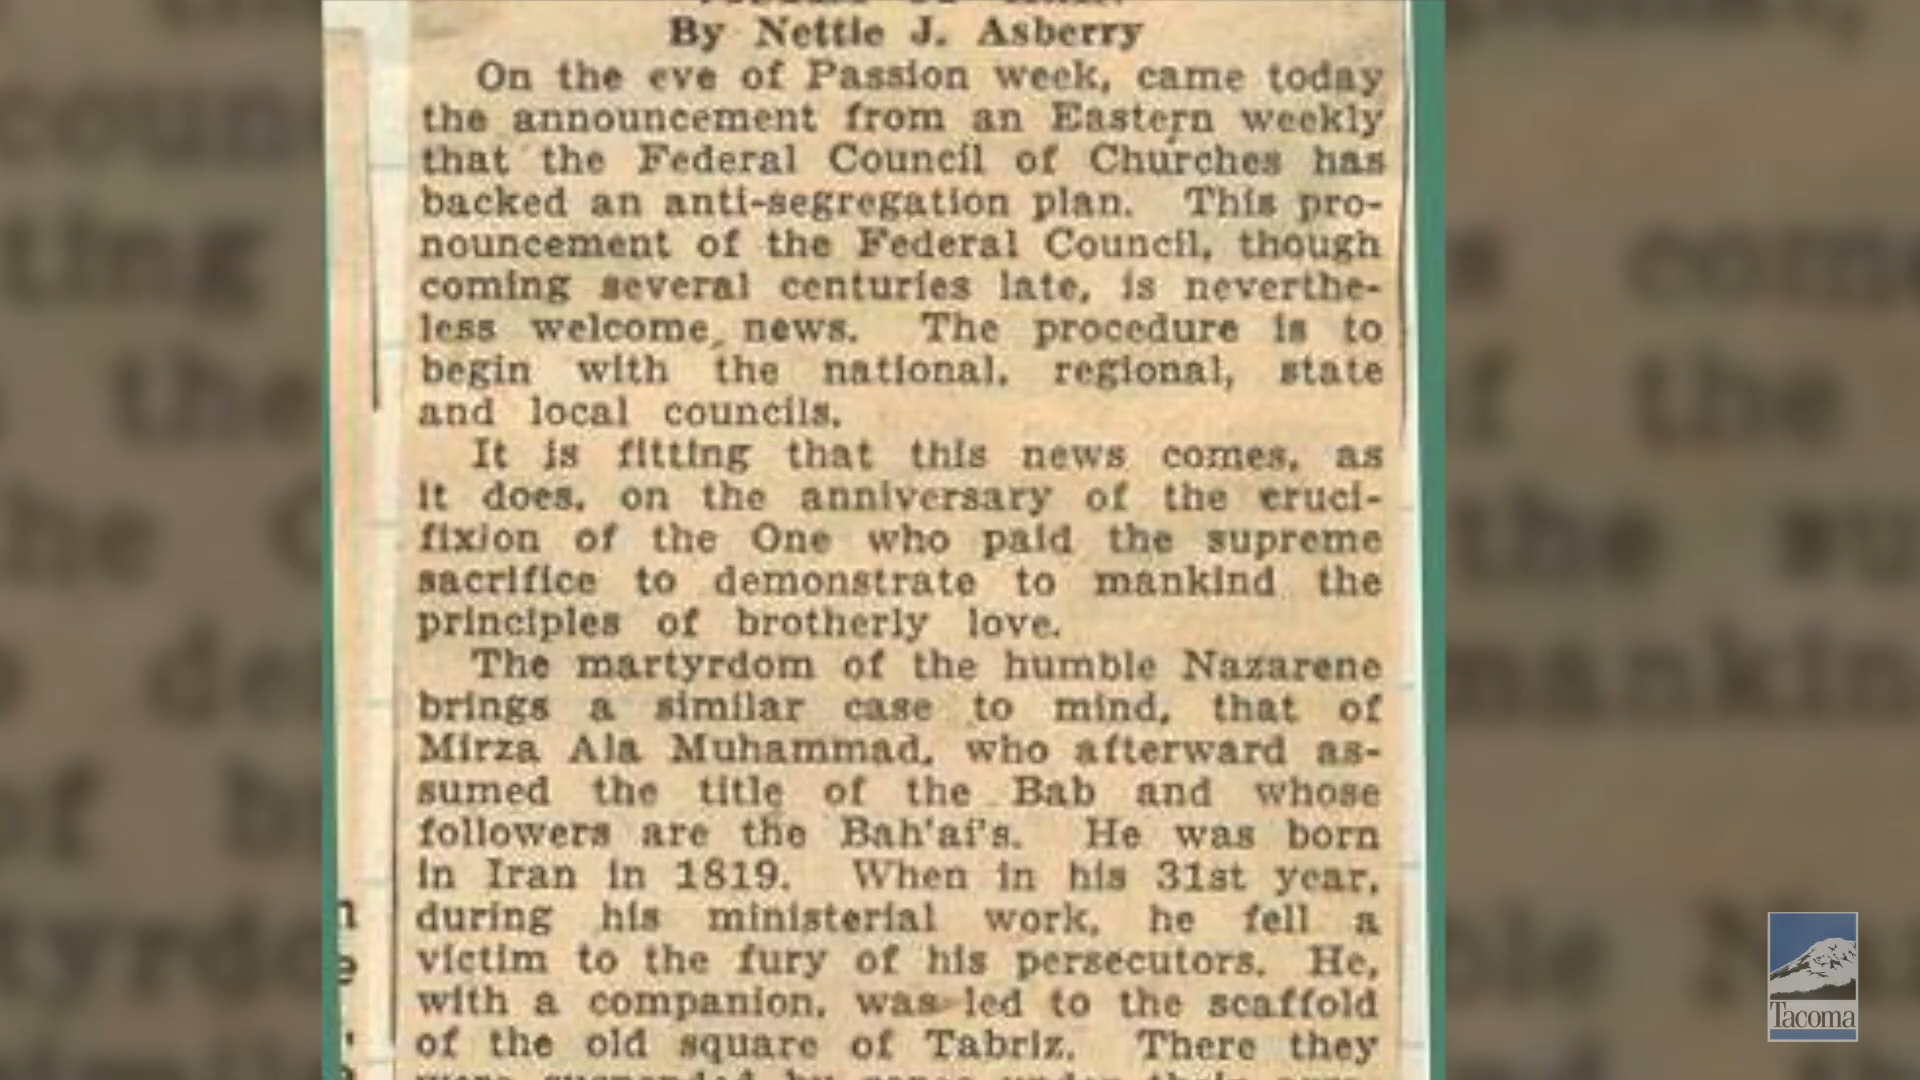 By Nettie J. Asberry
On the eve of Passion week, came today
the announcement from an Eastern weekly
that the Federal Council of Churches has
backed an anti-segregation plan. This pro-
nouncement of the Federal Council, though
coming several centuries late, is neverthe-
less welcome news. The procedure is to
begin with the national, regional, state
and local councils.
It is fitting that this news comes, as
it does, on the anniversary of the cruci-
fixion of the One who paid the supreme
sacrifice to demonstrate to mankind the
principles of brotherly love.
The martyrdom of the humble Nazarene
brings a similar case to mind, that of
Mirza Ala Muhammad, who afterward as-
sumed the title of the Bab and whose
followers are the Bah'ai's. He was born
in Iran in 1819. When in his 31st year,
during his ministerial work, he fell a
victim to the fury of his persecutors. He,
with a companion, was led to the scaffold
of the old square of Tabriz. There they
Tacoma